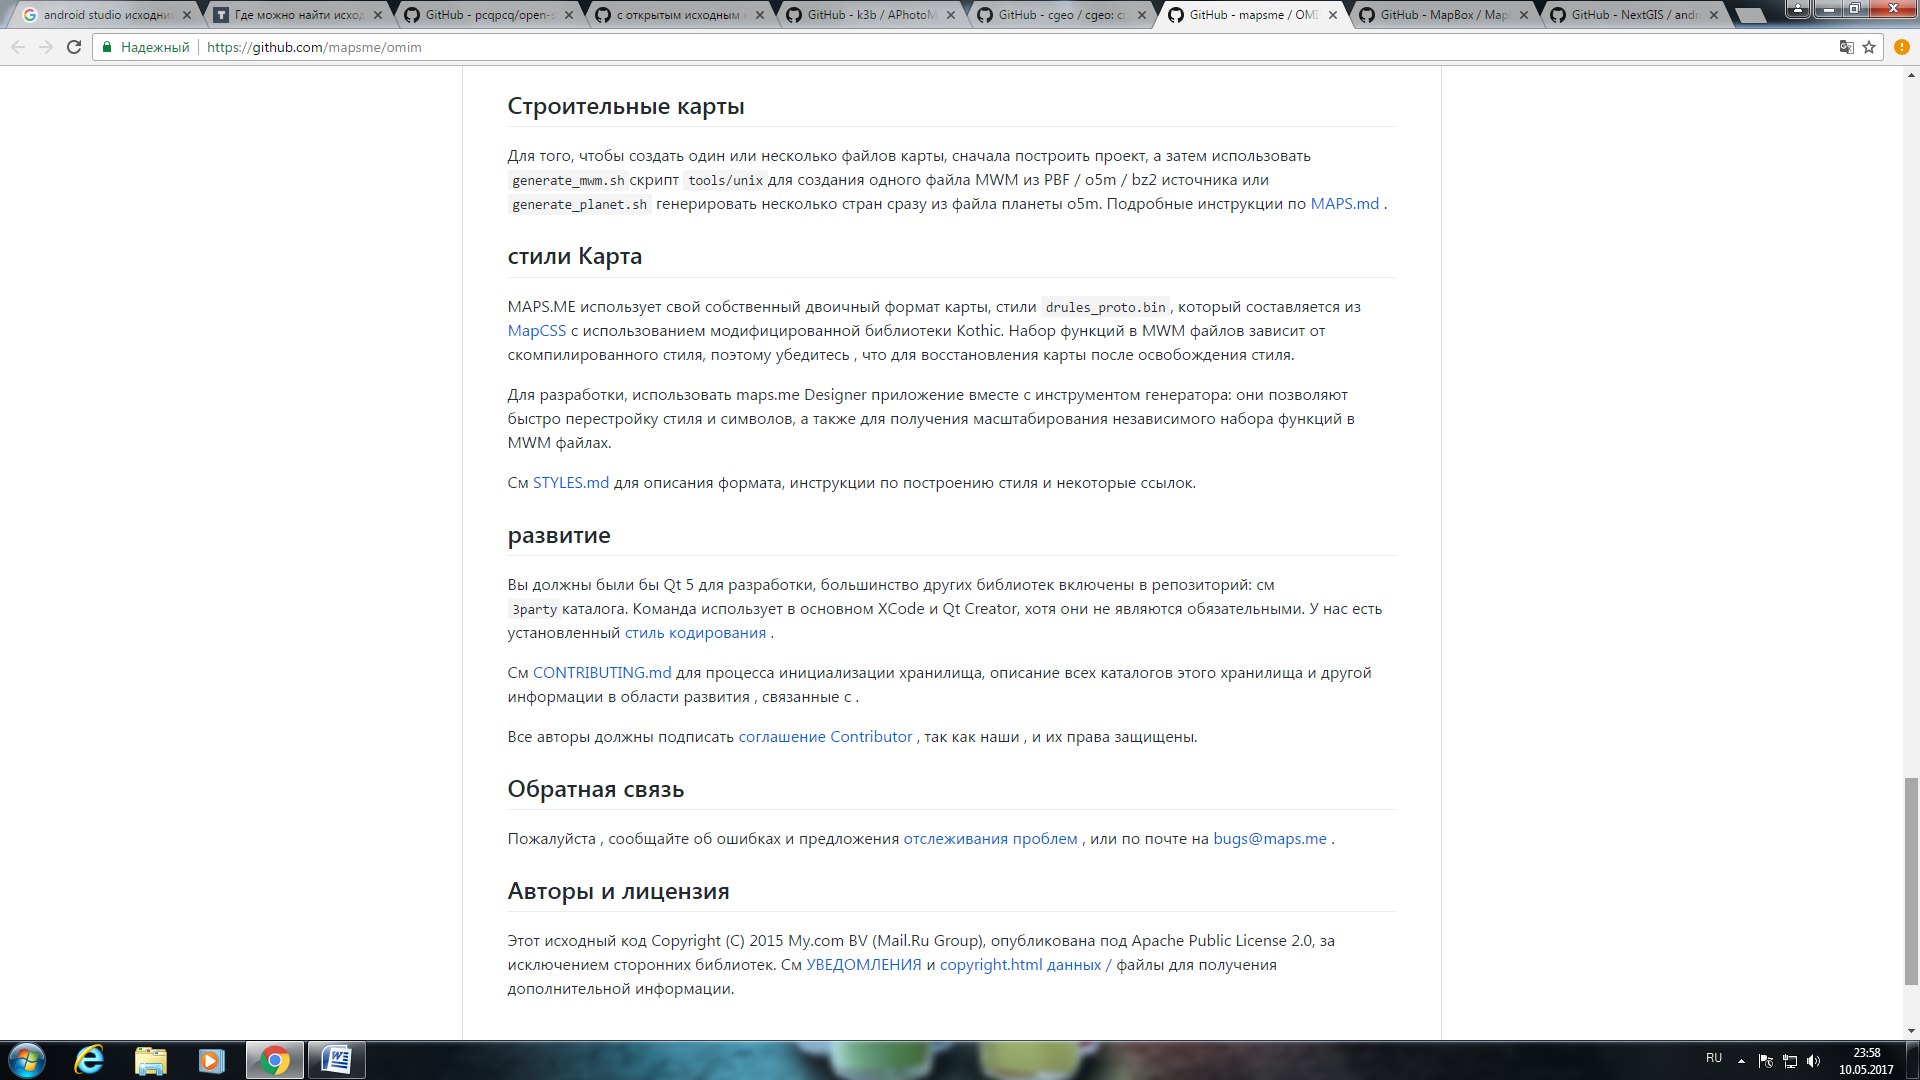 android studio исходник
Где можно найти исход
GitHub - pcqpcq/open-s
с открытым исходным
GitHub - k3b / APhotoM
GitHub - cgeo / cgeo: c
GitHub - mapsme / OMI
GitHub - MapBox / Map
GitHub - NextGIS / andr
Надежный https://github.com/mapsme/omim
Строительные карты
Для того, чтобы создать один или несколько файлов карты, сначала построить проект, а затем использовать
generate_mwm.sh скрипт tools/unix для создания одного файла MWM из PBF / o5m / bz2 источника или
generate_planet.sh генерировать несколько стран сразу из файла планеты o5m. Подробные инструкции по MAPS.md .
стили Карта
MAPS.ME использует свой собственный двоичный формат карты, стили drules_proto.bin , который составляется из
MapCSS с использованием модифицированной библиотеки Kothic. Набор функций в MWM файлов зависит от
скомпилированного стиля, поэтому убедитесь , что для восстановления карты после освобождения стиля.
Для разработки, использовать maps.me Designer приложение вместе с инструментом генератора: они позволяют
быстро перестройку стиля и символов, а также для получения масштабирования независимого набора функций в
MWM файлах.
См STYLES.md для описания формата, инструкции по построению стиля и некоторые ссылок.
развитие
Вы должны были бы Qt 5 для разработки, большинство других библиотек включены в репозиторий: см
3party каталога. Команда использует в основном XCode и Qt Creator, хотя они не являются обязательными. У нас есть
установленный стиль кодирования .
См CONTRIBUTING.md для процесса инициализации хранилища, описание всех каталогов этого хранилища и другой
информации в области развития , связанные с .
Все авторы должны подписать соглашение Contributor , так как наши , и их права защищены.
Обратная связь
Пожалуйста , сообщайте об ошибках и предложения отслеживания проблем , или по почте на bugs@maps.me .
Авторы и лицензия
Этот исходный код Copyright (C) 2015 My.com BV (Mail.Ru Group), опубликована под Apache Public License 2.0, за
исключением сторонних библиотек. См УВЕДОМЛЕНИЯ и copyright.html данных / файлы для получения
дополнительной информации.
RU
23:58
10.05.2017